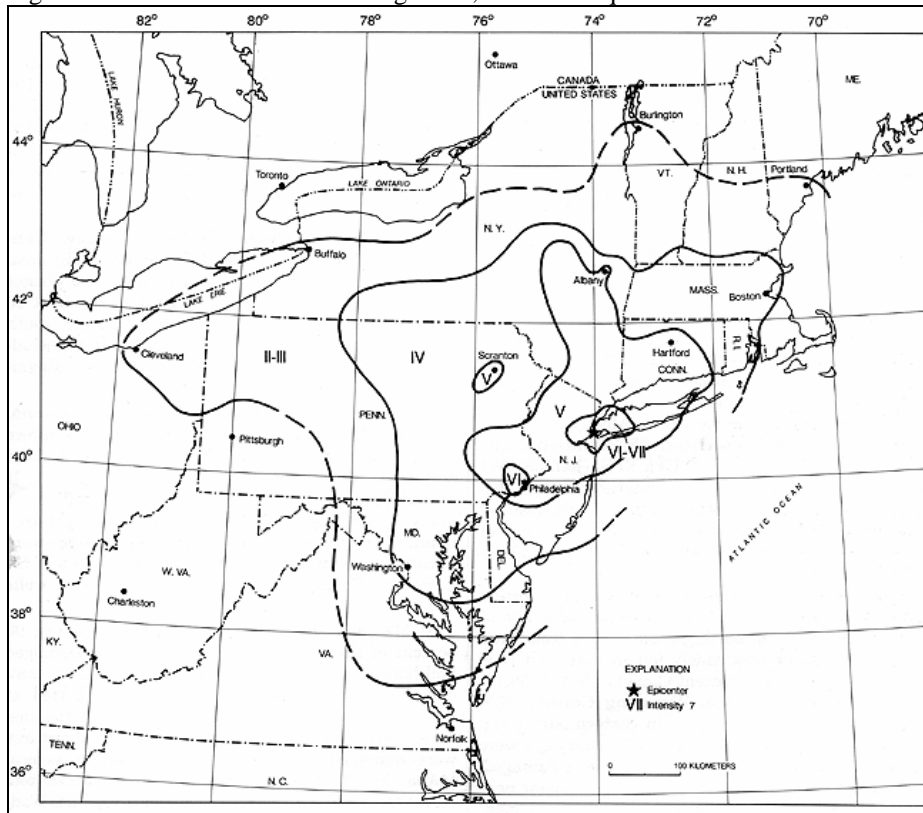 82° 80° 78° 76° 74° 72° 70°
Ottawa
CANADA
UNITED STATES
ME.
LAKE HURON
Burlington
44°
Toronto
LAKE ONTARIO
VT.
N.H.
Portland
N.Y.
Buffalo
Albany
42°
LAKE ERIE
MASS.
Boston
Cleveland
II-III
IV
Scranton
V
Hartford
CONN.
R.I.
V
PENN.
OHIO
Pittsburgh
N.J.
VI-VII
40°
VI
Philadelphia
ATLANTIC OCEAN
MD.
DEL.
W. VA.
Washington
Charleston
38°
KY.
VA.
EXPLANATION
Epicenter
VII Intensity 7
Norfolk
TENN.
0 100 KILOMETERS
36°
N.C.